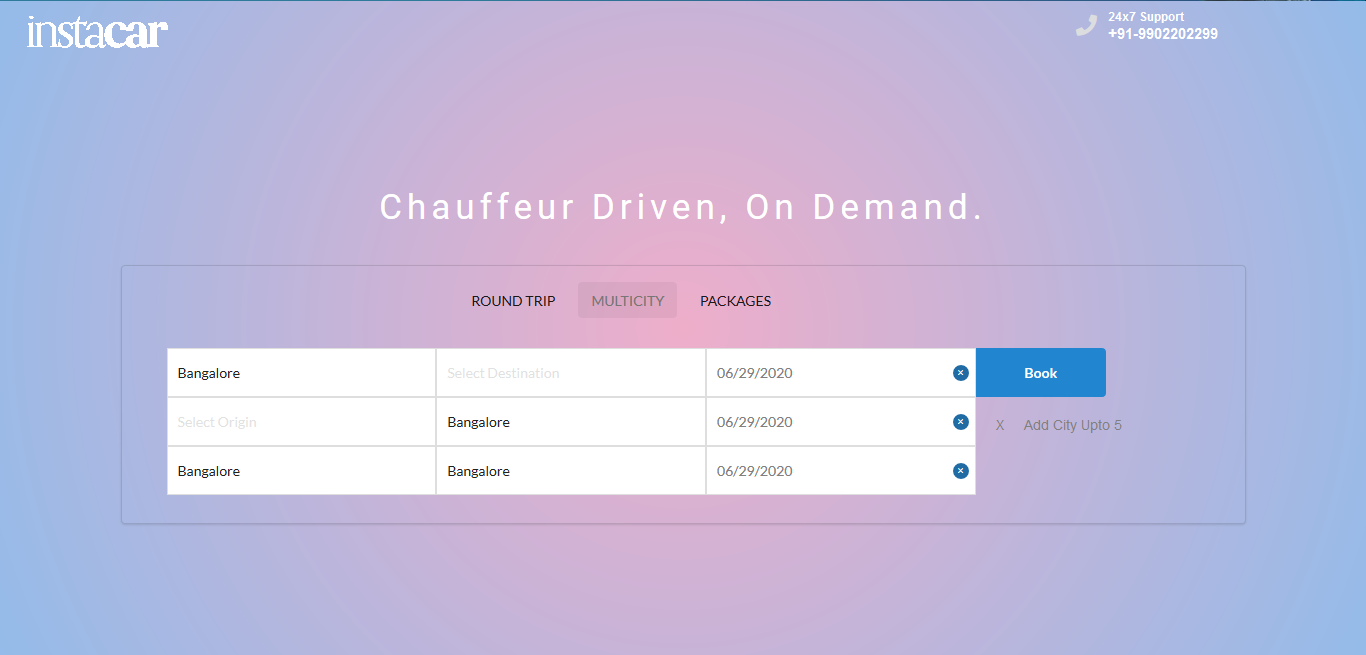 instacar
24x7 Support
+91-9902202299
Chauffeur Driven, On Demand.
ROUND TRIP MULTICITY PACKAGES
Bangalore Select Destination 06/29/2020 Book
Select Origin Bangalore 06/29/2020 X Add City Upto 5
Bangalore Bangalore 06/29/2020